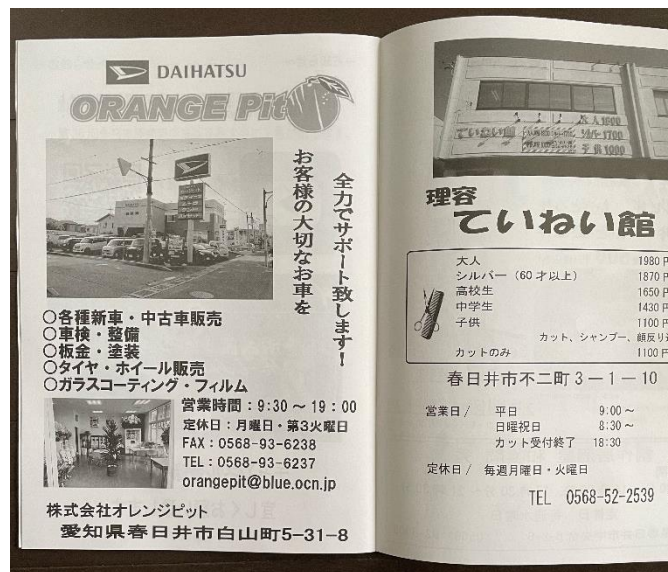 DAIHATSU
ORANGE Pit
お客様の大切なお車を
全力でサポート致します!
○各種新車・中古車販売
○車検・整備
○板金・塗装
○タイヤ・ホイール販売
○ガラスコーティング・フィルム
営業時間:9:30 ~ 19:00
定休日:月曜日・第3火曜日
FAX:0568-93-6238
TEL:0568-93-6237
orangepit@blue.ocn.jp
株式会社オレンジピット
愛知県春日井市白山町5-31-8
ていねい館
理容
ていねい館
大人 1980 P
シルバー(60才以上) 1870 P
高校生 1650 P
中学生 1430 P
子供 1100 P
カット、シャンプー、顔反り
カットのみ 1100 P
春日井市不二町3-1-10
営業日/ 平日 9:00~
日曜祝日 8:30~
カット受付終了 18:30
定休日/ 毎週月曜日・火曜日
TEL 0568-52-2539